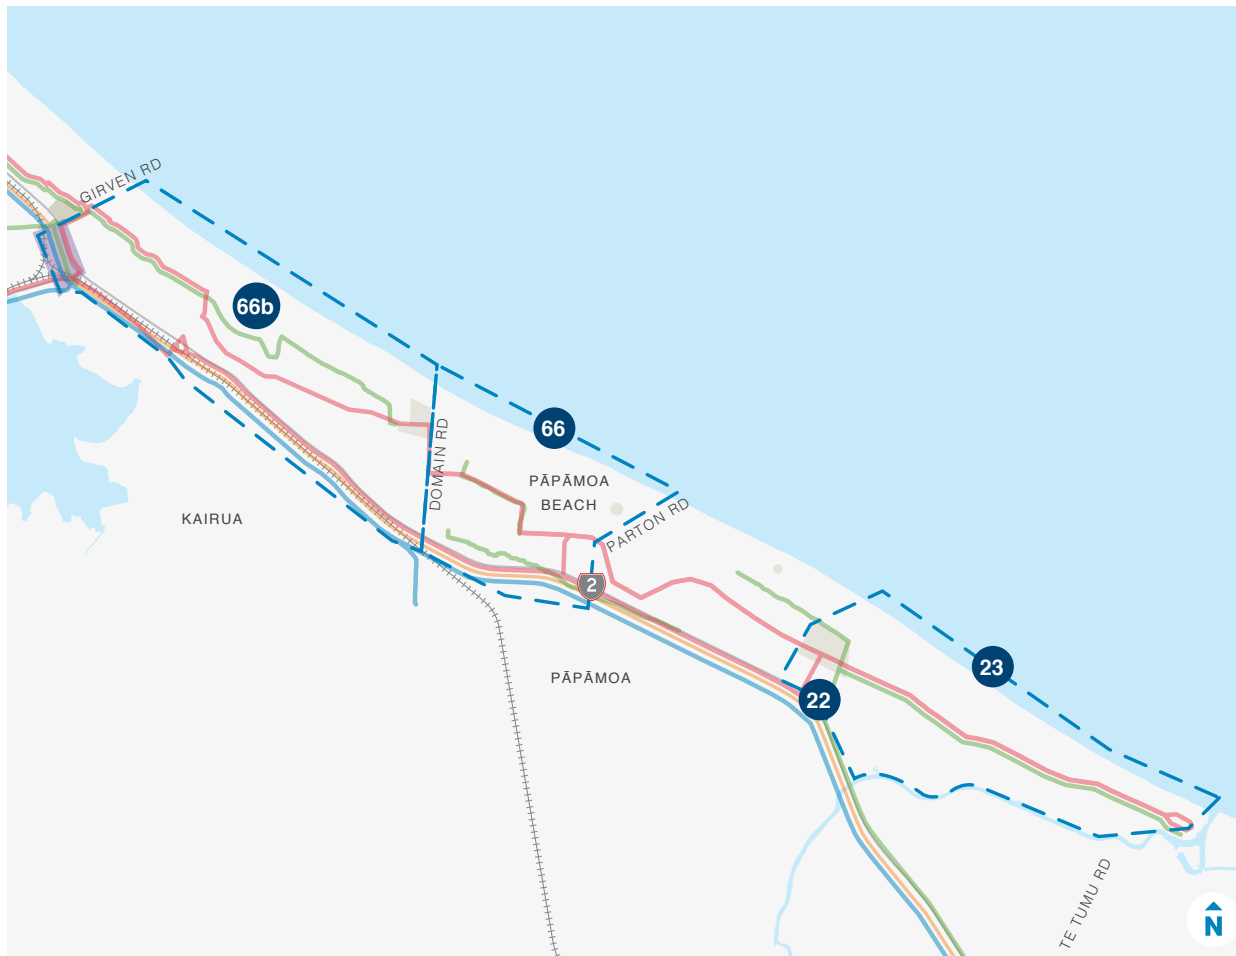 GIRVEN RD
66b
66
DOMAIN RD
PĀPĀMOA
BEACH
PARTON RD
KAIRUA
2
PĀPĀMOA
23
22
TE TUMU RD
N